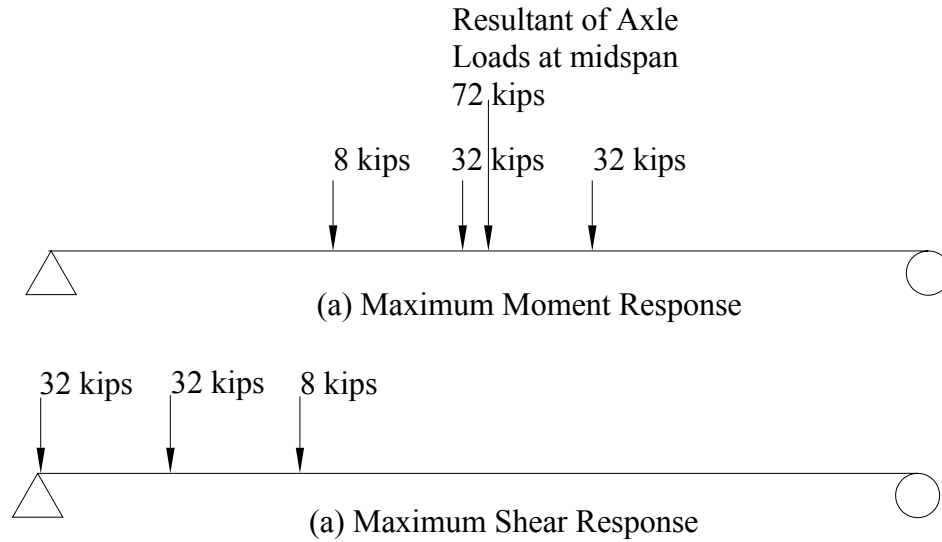 Resultant of Axle
Loads at midspan
72 kips
8 kips 32 kips 32 kips
(a) Maximum Moment Response
32 kips 32 kips 8 kips
(a) Maximum Shear Response